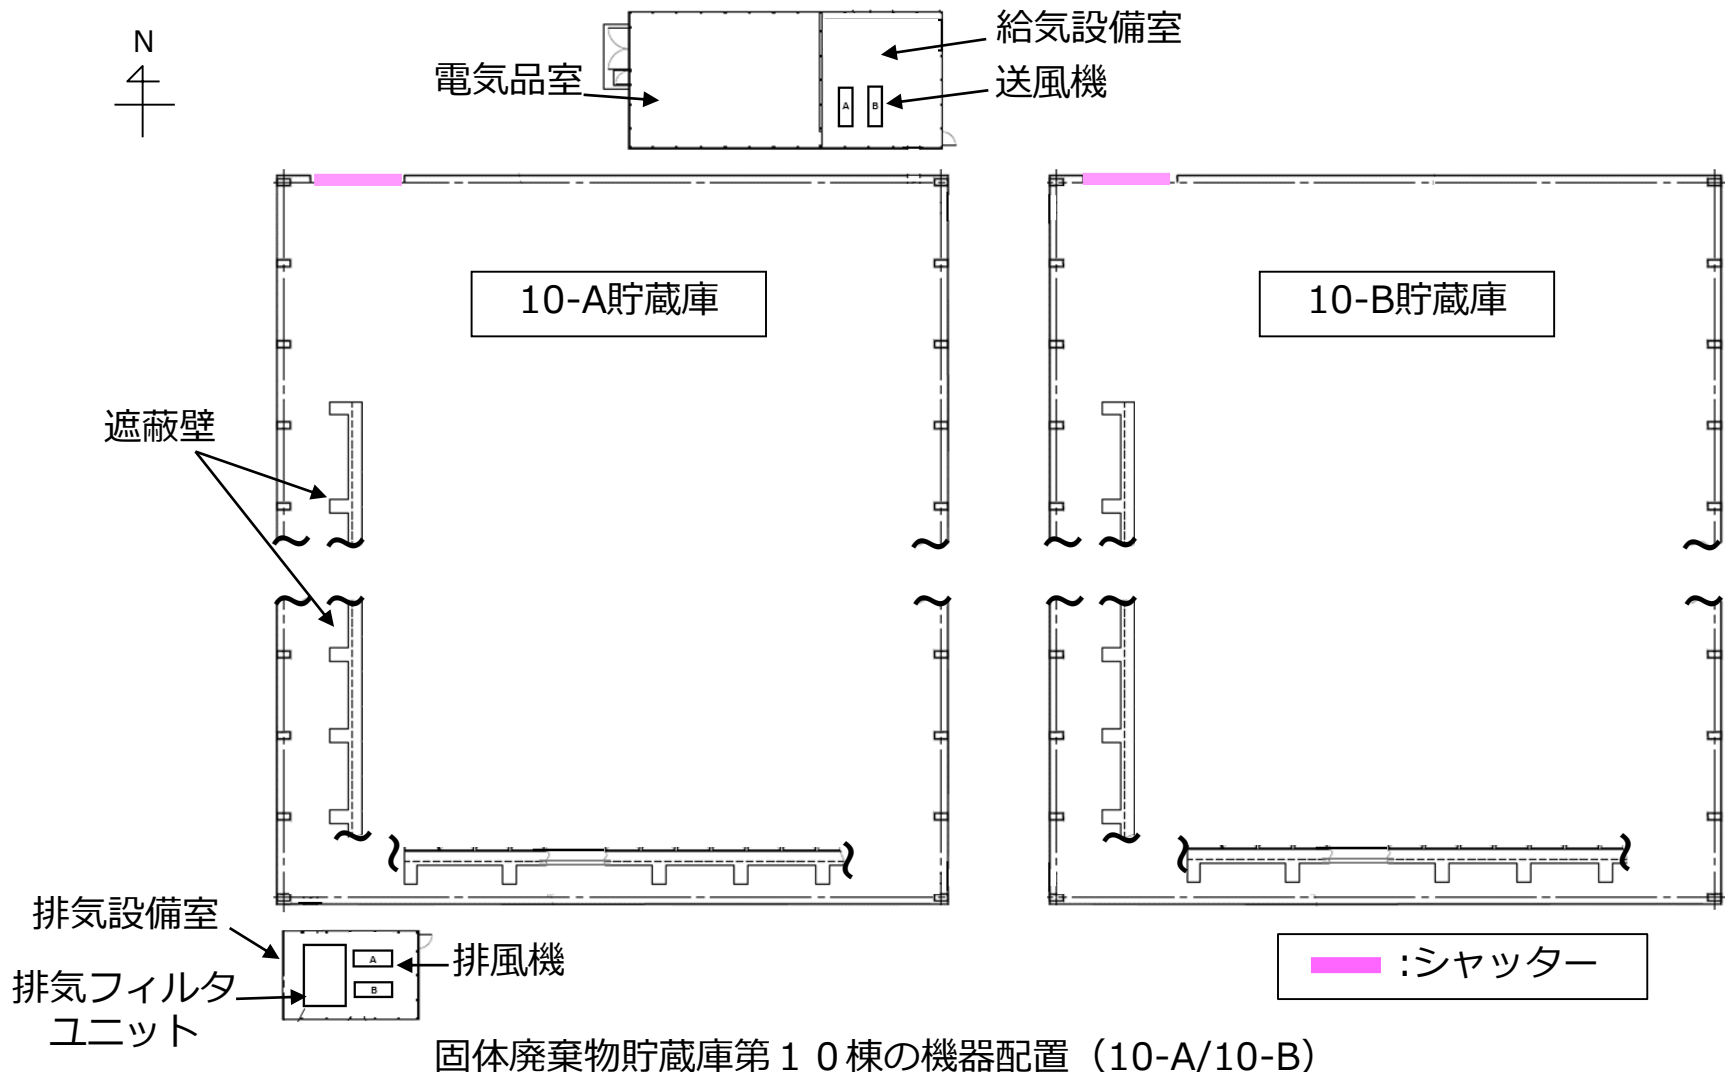 給気設備室
N
電気品室
送風機
A
B
10-A貯蔵庫
10-B貯蔵庫
遮蔽壁
排気設備室
排風機
A
B
排気フィルタ
ユニット
:シャッター
固体廃棄物貯蔵庫第１０棟の機器配置（10-A/10-B）